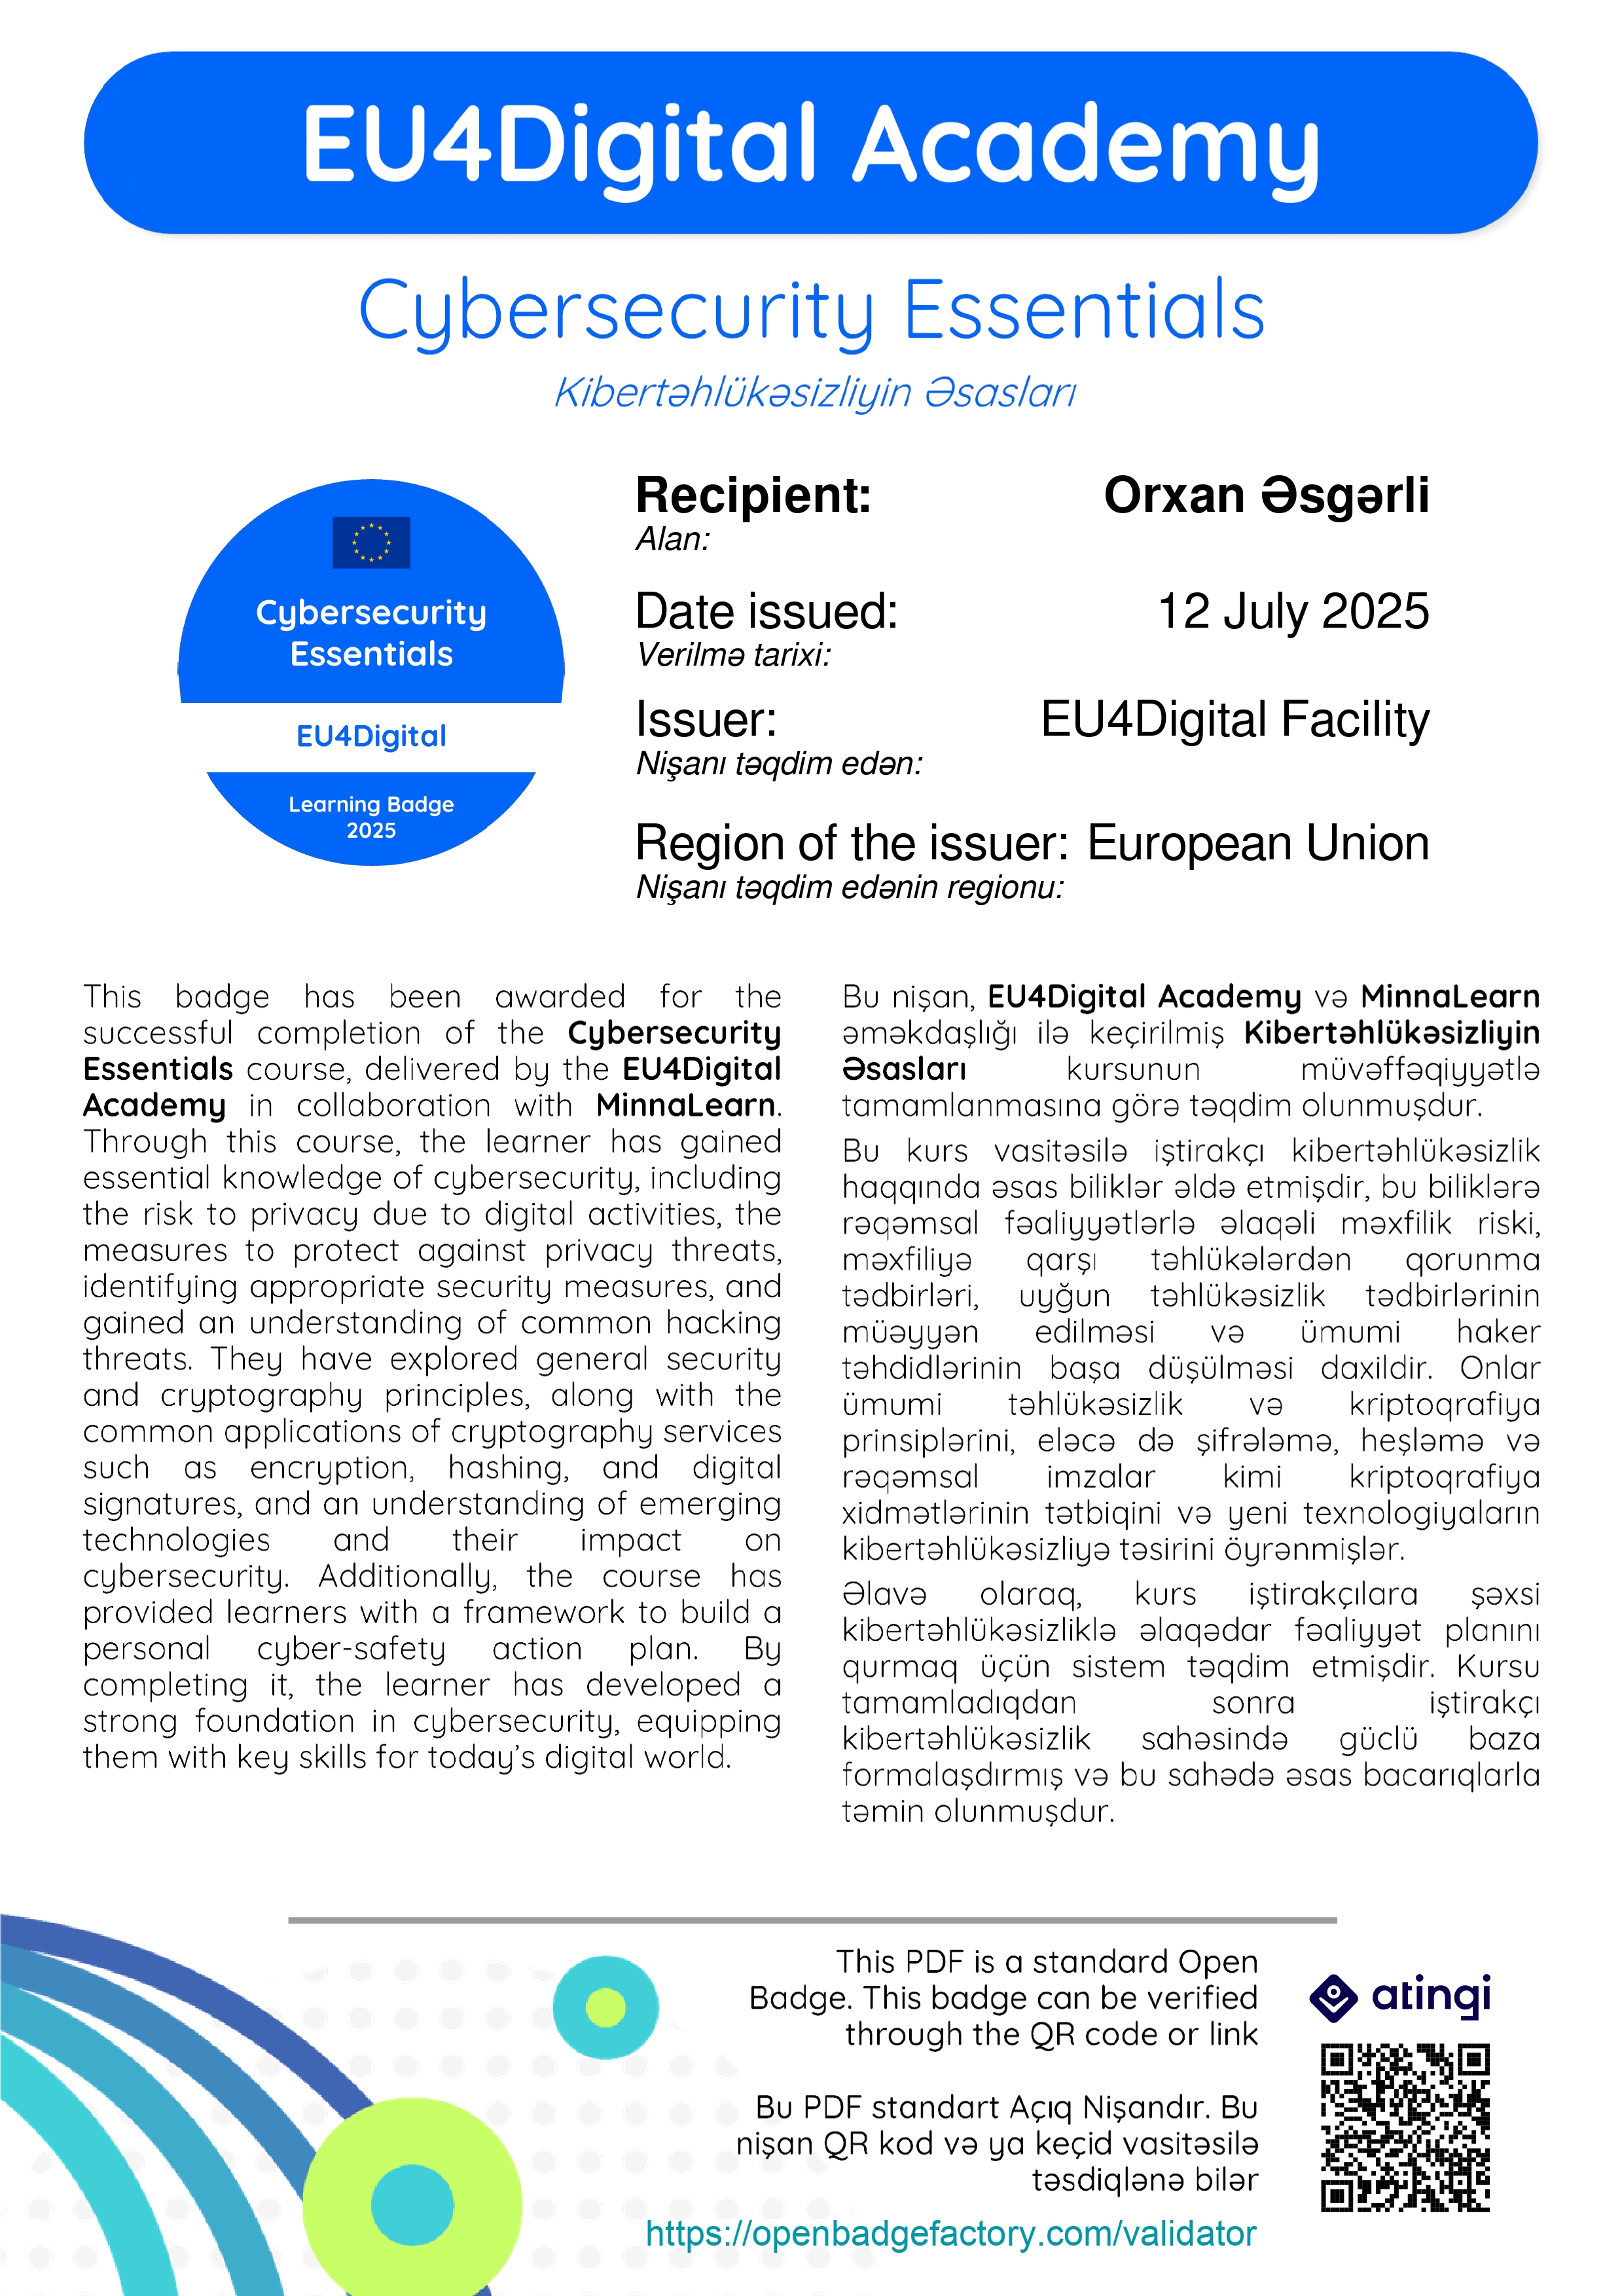 EU4Digital Academy
Cybersecurity Essentials
Kibertəhlükəsizliyin Əsasları
Cybersecurity
Essentials
EU4Digital
Learning Badge
2025
Recipient: Orxan Əsgərli
Alan:
Date issued: 12 July 2025
Verilmə tarixi:
Issuer: EU4Digital Facility
Nişanı təqdim edən:
Region of the issuer: European Union
Nişanı təqdim edənin regionu:
This badge has been awarded for the
successful completion of the Cybersecurity
Essentials course, delivered by the EU4Digital
Academy in collaboration with MinnaLearn.
Through this course, the learner has gained
essential knowledge of cybersecurity, including
the risk to privacy due to digital activities, the
measures to protect against privacy threats,
identifying appropriate security measures, and
gained an understanding of common hacking
threats. They have explored general security
and cryptography principles, along with the
common applications of cryptography services
such as encryption, hashing, and digital
signatures, and an understanding of emerging
technologies and their impact on
cybersecurity. Additionally, the course has
provided learners with a framework to build a
personal cyber-safety action plan. By
completing it, the learner has developed a
strong foundation in cybersecurity, equipping
them with key skills for today's digital world.
Bu nişan, EU4Digital Academy və MinnaLearn
əməkdaşlığı ilə keçirilmiş Kibertəhlükəsizliyin
Əsasları kursunun müvəffəqiyyətlə
tamamlanmasına görə təqdim olunmuşdur.
Bu kurs vasitəsilə iştirakçı kibertəhlükəsizlik
haqqında əsas biliklər əldə etmişdir, bu biliklərə
rəqəmsal fəaliyyətlərlə əlaqəli məxfilik riski,
məxfiliyə qarşı təhlükələrdən qorunma
tədbirləri, uyğun təhlükəsizlik tədbirlərinin
müəyyən edilməsi və ümumi haker
təhdidlərinin başa düşülməsi daxildir. Onlar
ümumi təhlükəsizlik və kriptoqrafiya
prinsiplərini, eləcə də şifrələmə, heşləmə və
rəqəmsal imzalar kimi kriptoqrafiya
xidmətlərinin tətbiqini və yeni texnologiyaların
kibertəhlükəsizliyə təsirini öyrənmişlər.
Əlavə olaraq, kurs iştirakçılara şəxsi
kibertəhlükəsizliklə əlaqədar fəaliyyət planını
qurmaq üçün sistem təqdim etmişdir. Kursu
tamamladıqdan sonra iştirakçı
kibertəhlükəsizlik sahəsində güclü baza
formalaşdırmış və bu sahədə əsas bacarıqlarla
təmin olunmuşdur.
This PDF is a standard Open
Badge. This badge can be verified
through the QR code or link
atingi
Bu PDF standart Açıq Nişandır. Bu
nişan QR kod və ya keçid vasitəsilə
təsdiqlənə bilər
https://openbadgefactory.com/validator